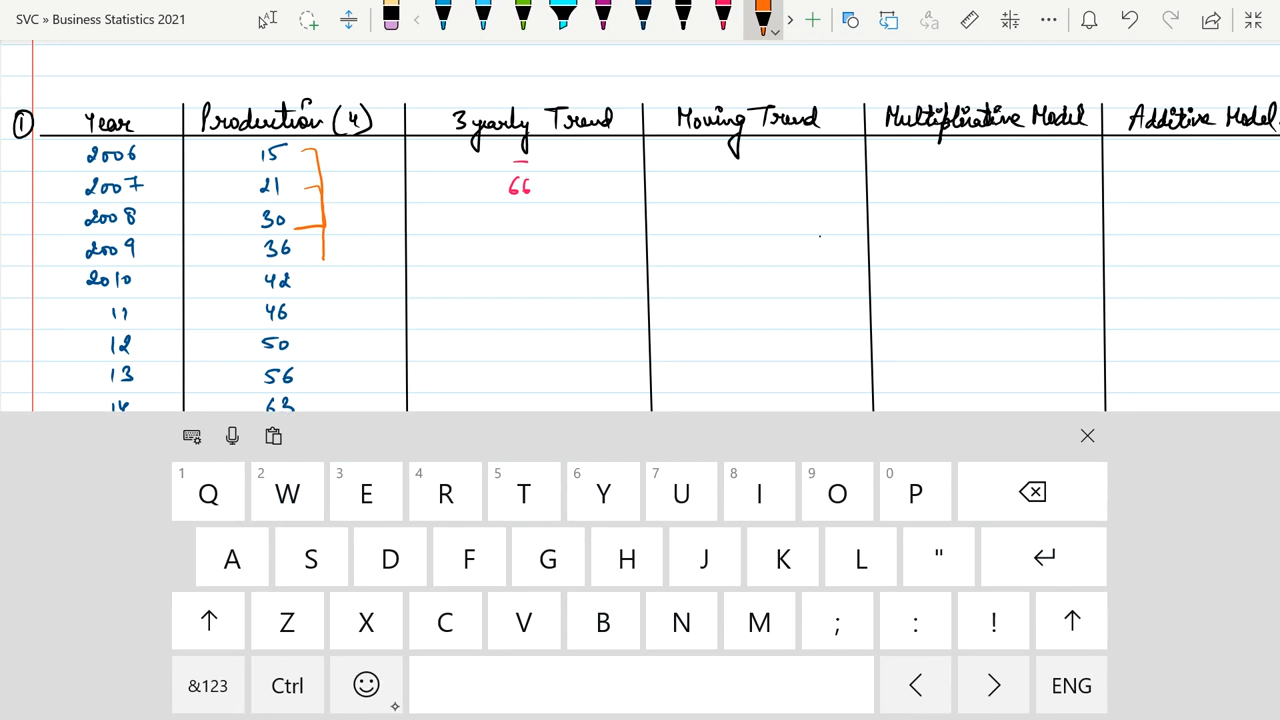 SVC » Business Statistics 2021
① Year Production (Y) 3 yearly Trend Moving Trend Multiplicative Model Additive Model
2006 15 —
2007 21 66
2008 30
2009 36
2010 42
11 46
12 50
13 56
14 63
1 Q 2 W 3 E 4 R 5 T 6 Y 7 U 8 I 9 O 0 P
A S D F G H J K L "
Z X C V B N M ; : !
&123 Ctrl ENG